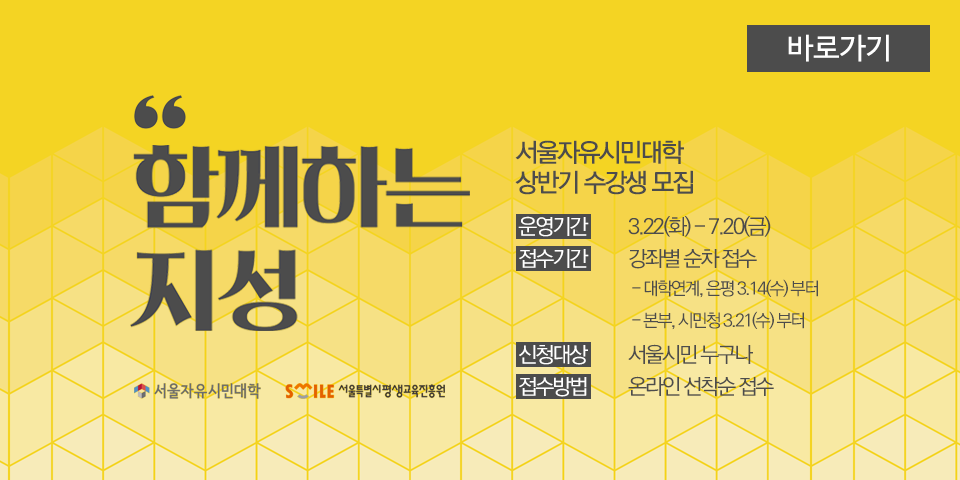 바로가기
“
함께하는
지성
서울자유시민대학
SMILE 서울특별시평생교육진흥원
서울자유시민대학
상반기 수강생 모집
운영기간 3.22(화) - 7.20(금)
접수기간 강좌별 순차 접수
- 대학연계, 은평 3.14(수) 부터
- 본부, 시민청 3.21(수) 부터
신청대상 서울시민 누구나
접수방법 온라인 선착순 접수